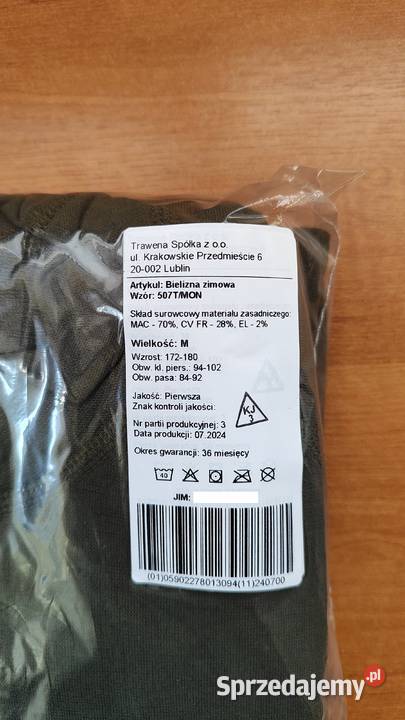 Trawena Spółka z o.o.
ul. Krakowskie Przedmieście 6
20-002 Lublin
Artykuł: Bielizna zimowa
Wzór: 507T/MON
Skład surowcowy materiału zasadniczego:
MAC - 70%, CV FR - 28%, EL - 2%
Wielkość: M
Wzrost: 172-180
Obw. kl. piers.: 94-102
Obw. pasa: 84-92
Jakość: Pierwsza
Znak kontroli jakości:
KJ
3
Nr partii produkcyjnej: 3
Data produkcji: 07.2024
Okres gwarancji: 36 miesięcy
40
JIM:
(01)05902278013094(11)240700
Sprzedajemy.pl